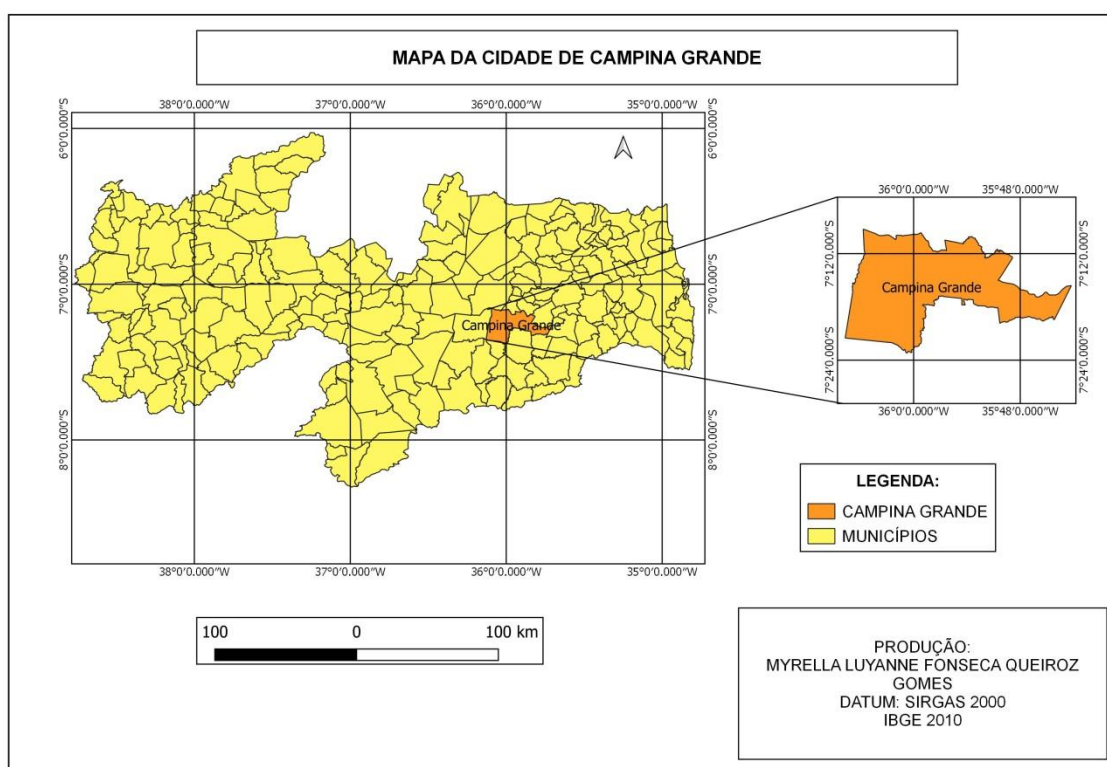 MAPA DA CIDADE DE CAMPINA GRANDE
38°0'0.000"W 37°0'0.000"W 36°0'0.000"W 35°0'0.000"W
6°0'0.000"S
6°0'0.000"S
7°0'0.000"S
7°0'0.000"S
8°0'0.000"S
8°0'0.000"S
Campina Grande
38°0'0.000"W 37°0'0.000"W 36°0'0.000"W 35°0'0.000"W
36°0'0.000"W 35°48'0.000"W
7°12'0.000"S
7°12'0.000"S
Campina Grande
7°24'0.000"S
7°24'0.000"S
36°0'0.000"W 35°48'0.000"W
LEGENDA:
CAMPINA GRANDE
MUNICÍPIOS
100 0 100 km
PRODUÇÃO:
MYRELLA LUYANNE FONSECA QUEIROZ
GOMES
DATUM: SIRGAS 2000
IBGE 2010